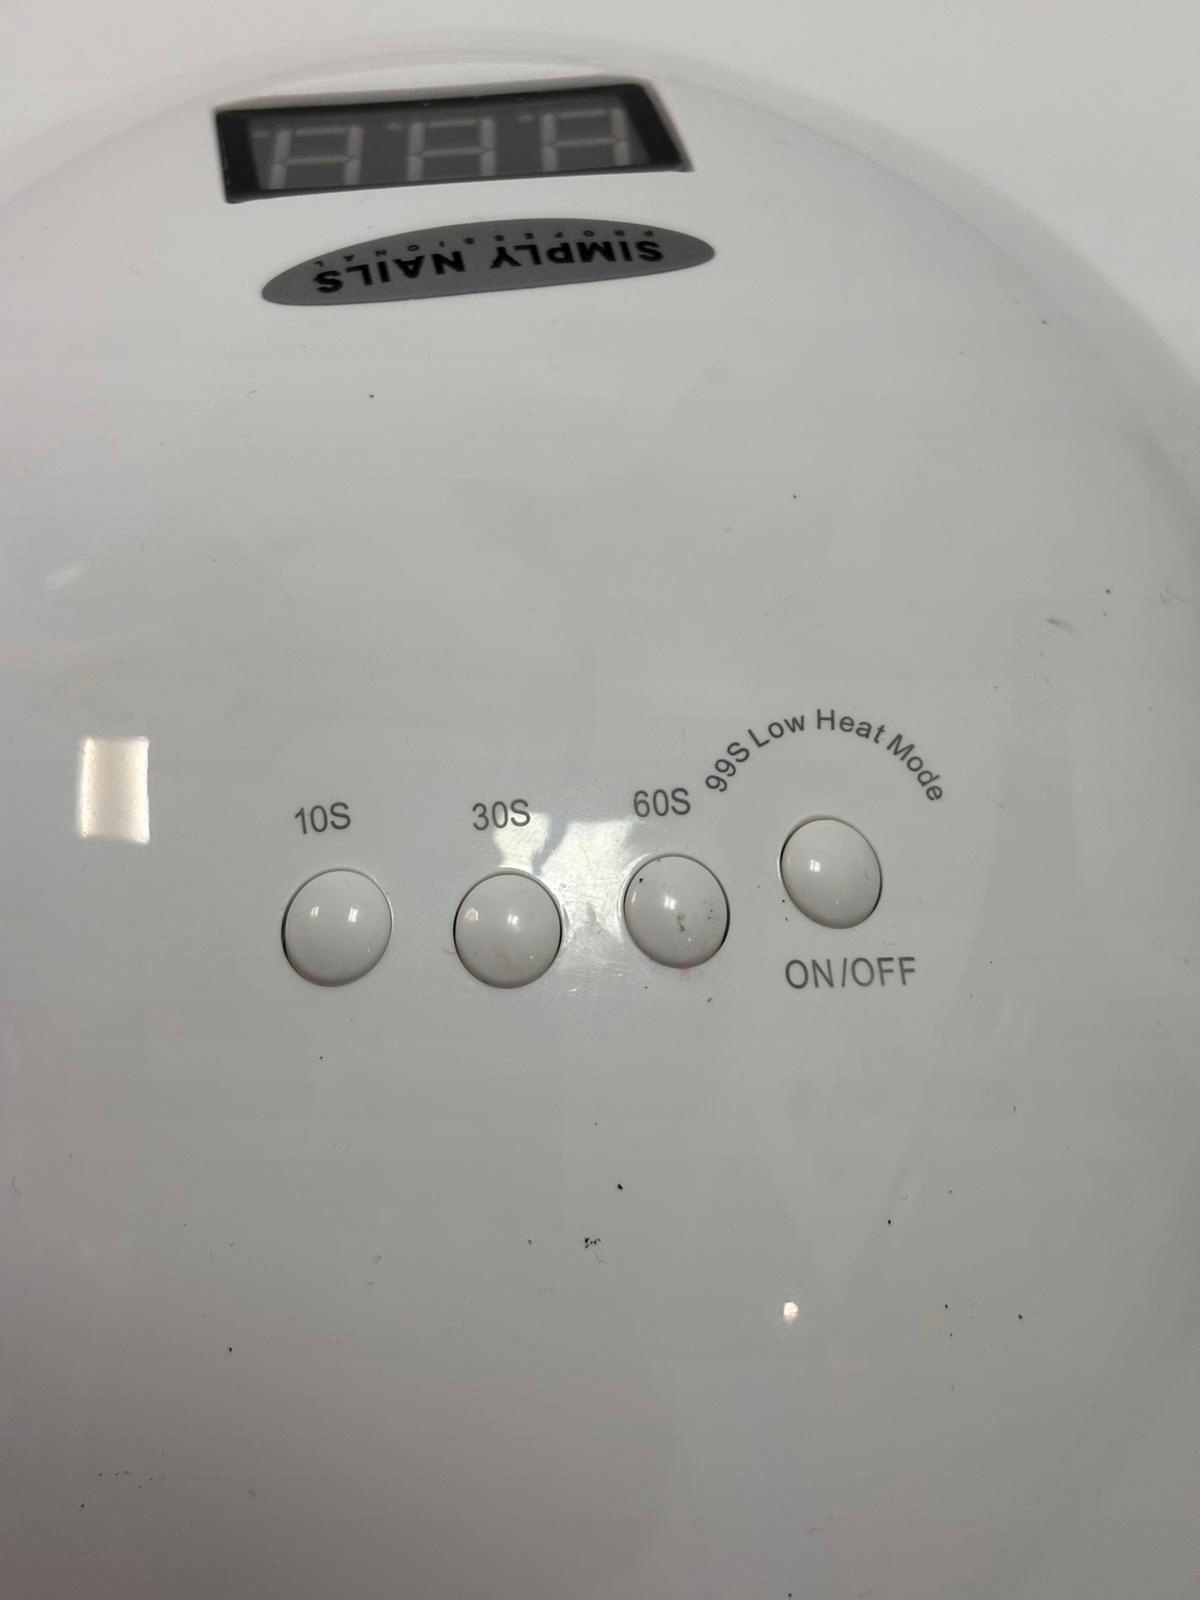 SIMPLY NAILS
PROFESSIONAL
10S
30S
60S
99S Low Heat Mode
ON/OFF